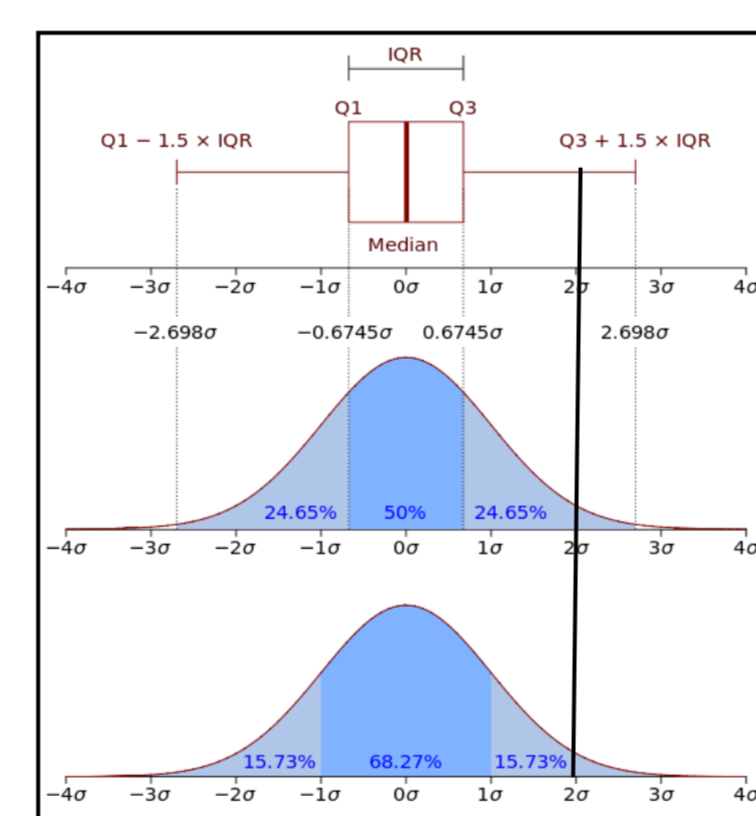 IQR
Q1 Q3
Q1 − 1.5 × IQR Q3 + 1.5 × IQR
Median
−4σ −3σ −2σ −1σ 0σ 1σ 2σ 3σ 4σ
−2.698σ −0.6745σ 0.6745σ 2.698σ
24.65% 50% 24.65%
−4σ −3σ −2σ −1σ 0σ 1σ 2σ 3σ 4σ
15.73% 68.27% 15.73%
−4σ −3σ −2σ −1σ 0σ 1σ 2σ 3σ 4σ